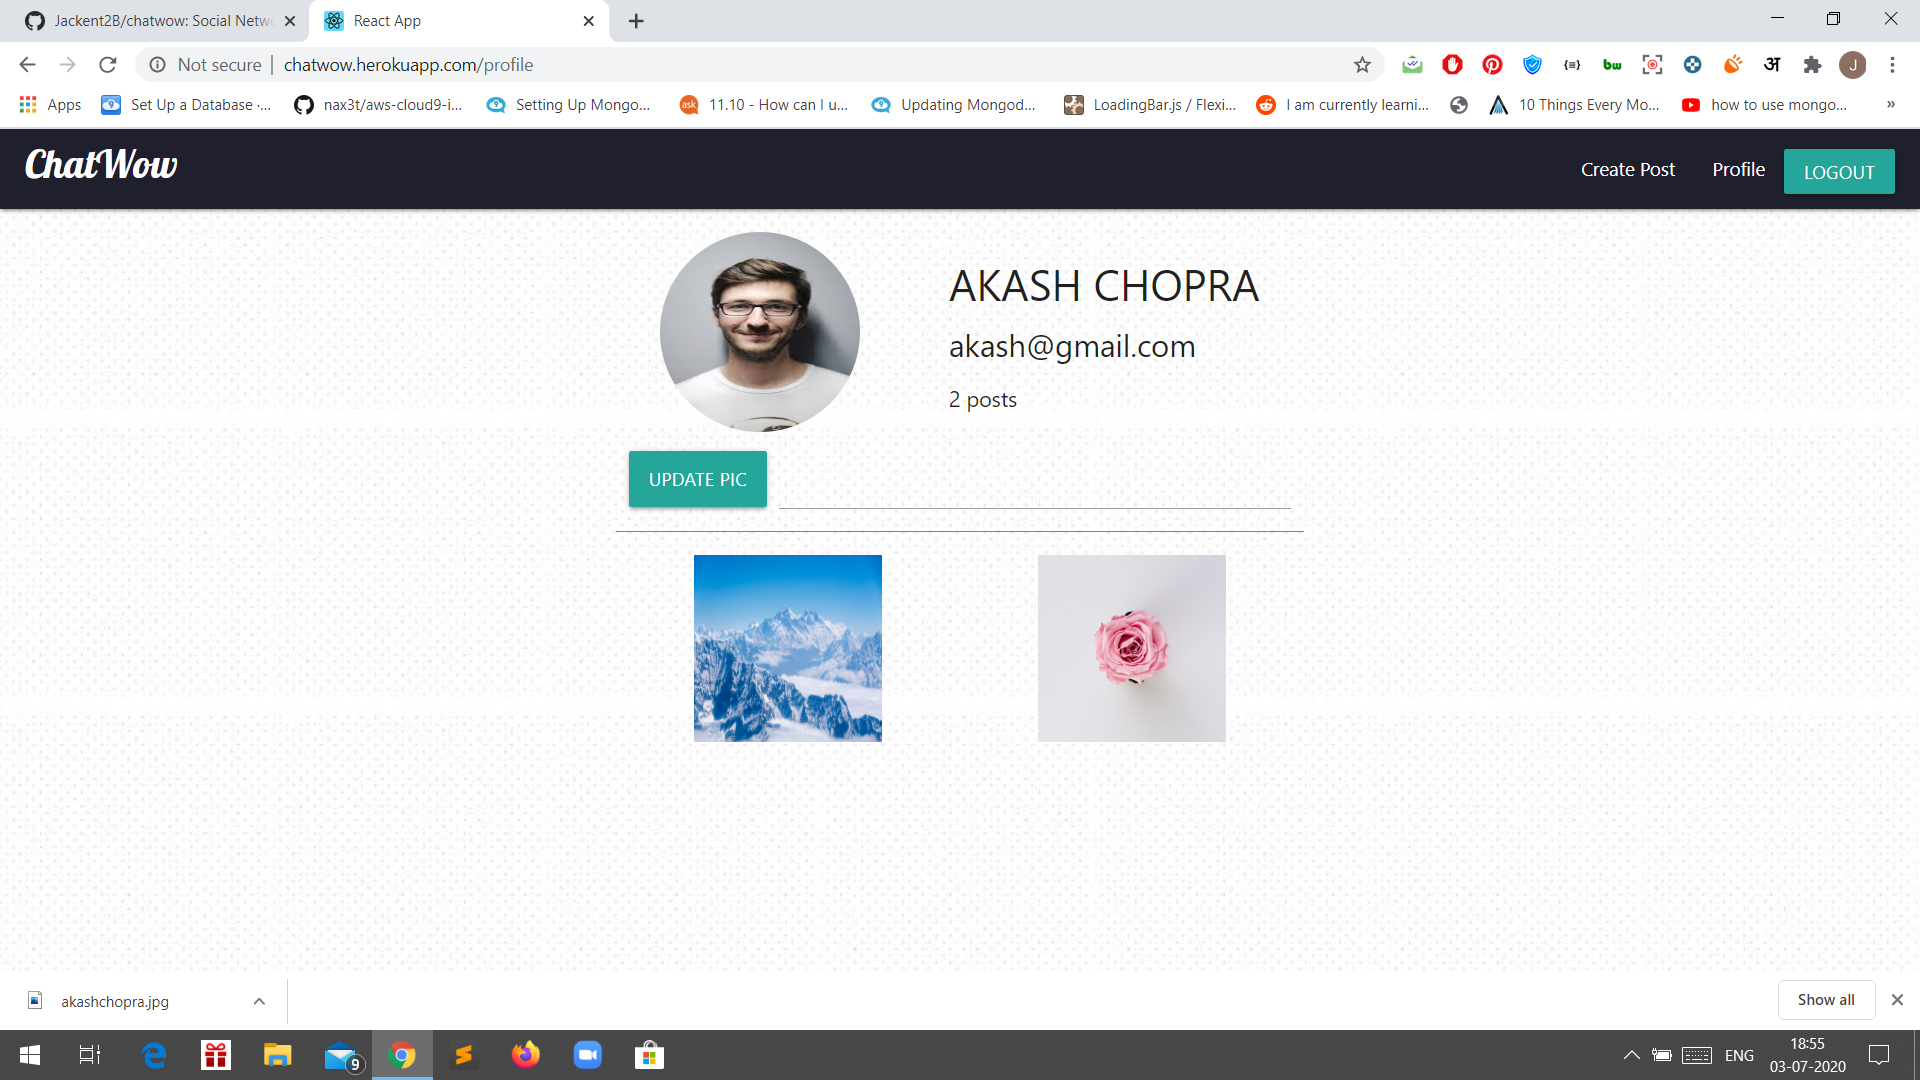 Jackent2B/chatwow: Social Netw
React App
Not secure
chatwow.herokuapp.com/profile
{≡}
bw
अ
J
Apps
Set Up a Database ·...
nax3t/aws-cloud9-i...
Setting Up Mongo...
ask
11.10 - How can I u...
Updating Mongod...
LoadingBar.js / Flexi...
I am currently learni...
10 Things Every Mo...
how to use mongo...
»
ChatWow
Create Post
Profile
LOGOUT
AKASH CHOPRA
akash@gmail.com
2 posts
UPDATE PIC
akashchopra.jpg
Show all
9
ENG
18:55
03-07-2020